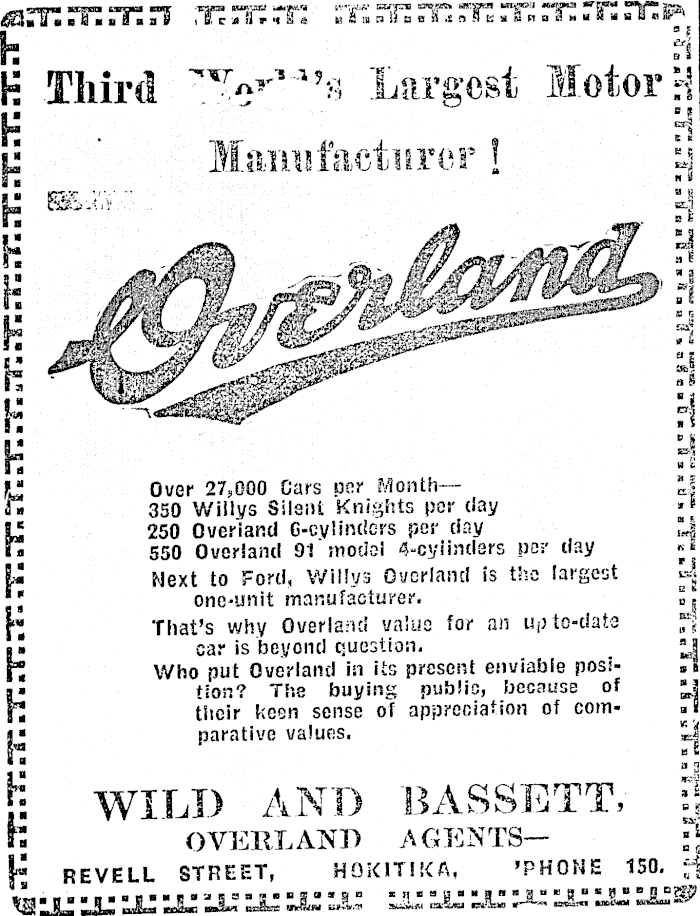 Third World's Largest Motor
Manufacturer !
Overland
Over 27,000 Cars per Month—
350 Willys Silent Knights per day
250 Overland 6-cylinders per day
550 Overland 91 model 4-cylinders per day
Next to Ford, Willys Overland is the largest
one-unit manufacturer.
That's why Overland value for an up to-date
car is beyond question.
Who put Overland in its present enviable posi-
tion? The buying public, because of
their keen sense of appreciation of com-
parative values.
WILD AND BASSETT,
OVERLAND AGENTS—
REVELL STREET, HOKITIKA, 'PHONE 150.